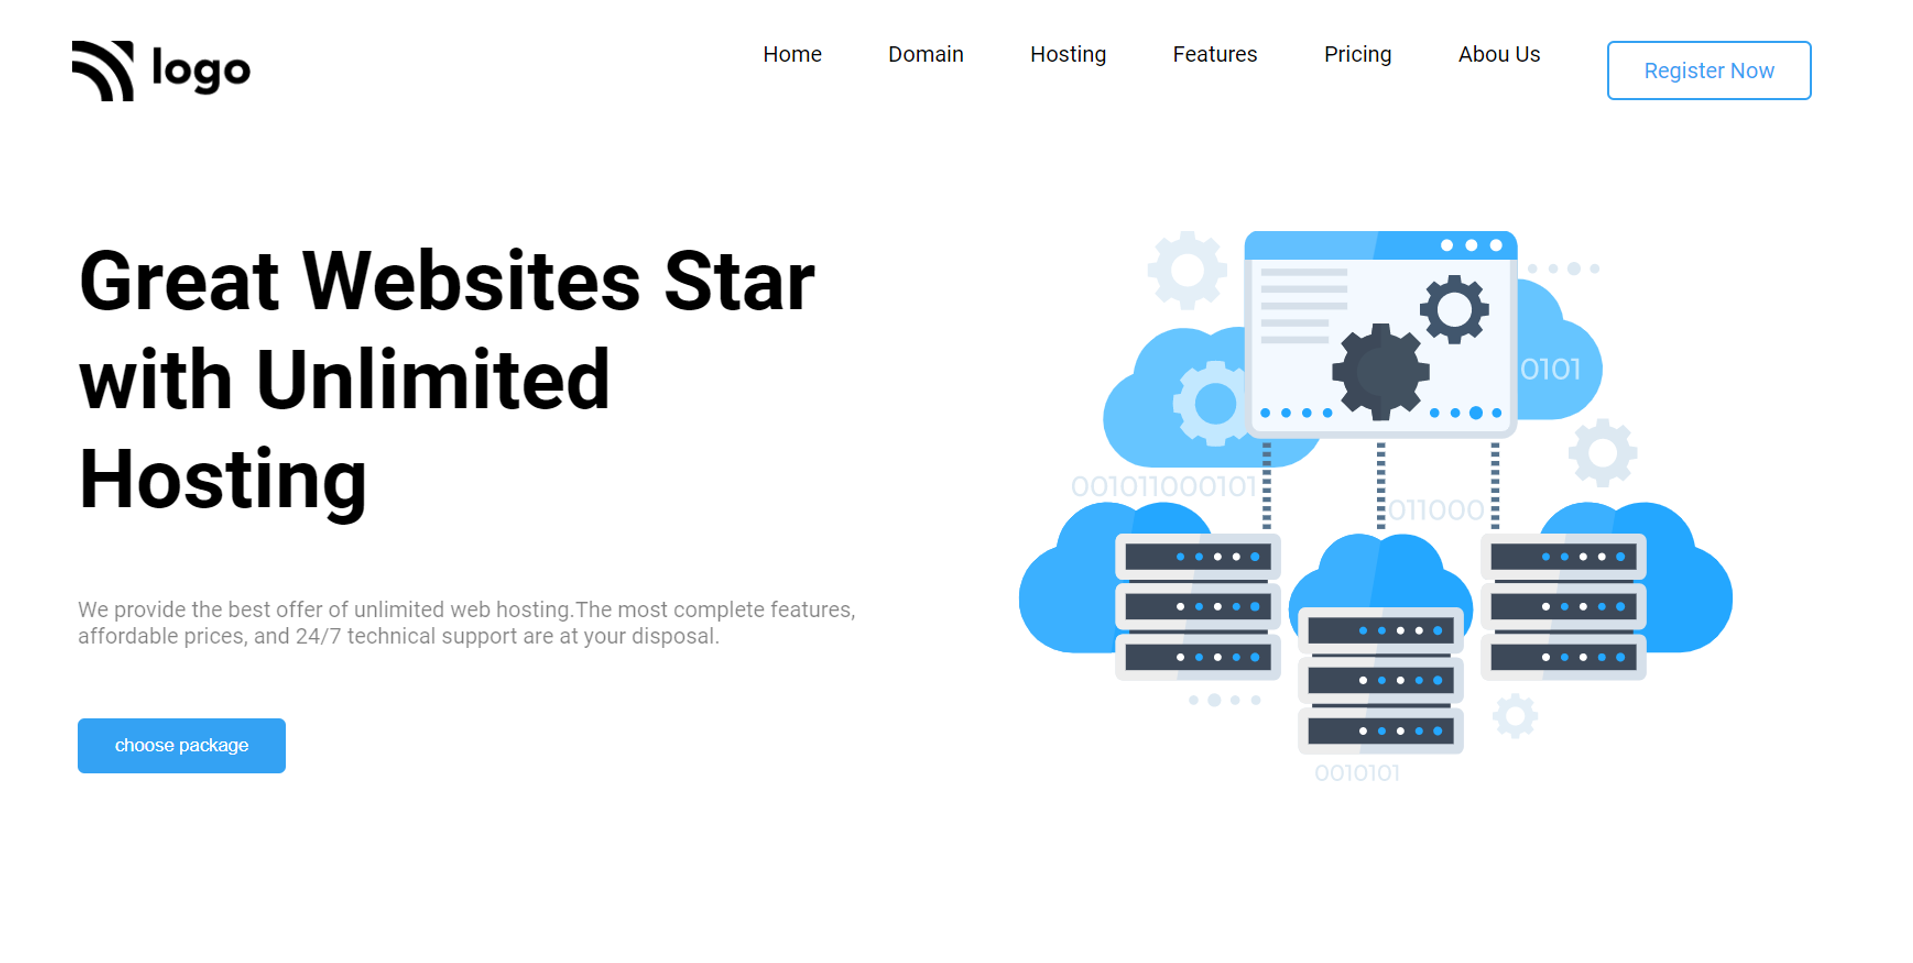 logo
Home Domain Hosting Features Pricing Abou Us Register Now
Great Websites Star
with Unlimited
Hosting
We provide the best offer of unlimited web hosting.The most complete features,
affordable prices, and 24/7 technical support are at your disposal.
choose package
0101
001011000101
011000
0010101